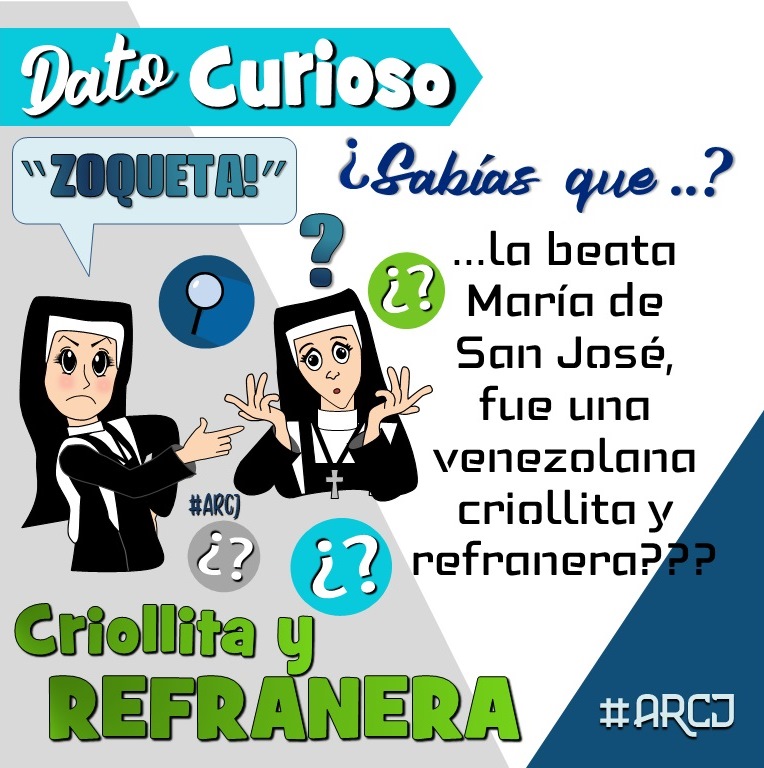 Dato Curioso
"ZOQUETA!"
¿Sabías que..?
?
¿?
...la beata
María de
San José,
fue una
venezolana
criollita y
refranera???
#ARCJ
¿?
¿?
Criollita y
REFRANERA
#ARCJ